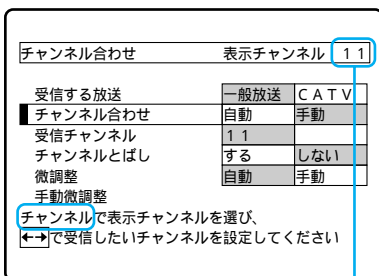 チャンネル合わせ 表示チャンネル 11
受信する放送 一般放送 CATV
チャンネル合わせ 自動 手動
受信チャンネル 11
チャンネルとばし する しない
微調整 自動 手動
手動微調整
チャンネルで表示チャンネルを選び、
←→で受信したいチャンネルを設定してください